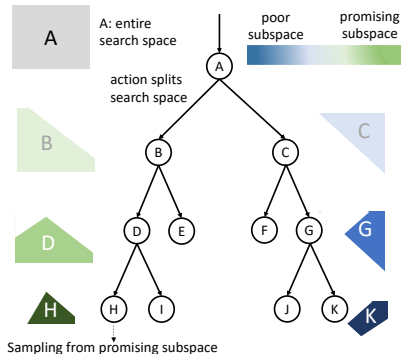 A
A: entire
search space
poor
subspace
promising
subspace
A
action splits
search space
B
B
C
C
D
D
E
F
G
G
H
H
I
J
K
K
Sampling from promising subspace